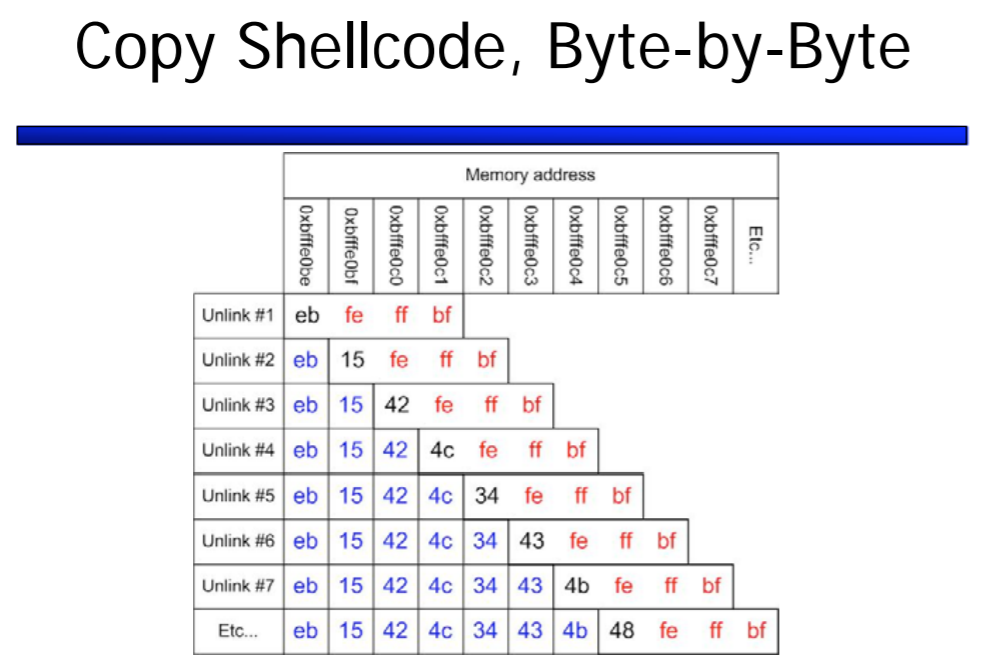 Copy Shellcode, Byte-by-Byte
Memory address
0xbfffe0be 0xbfffe0bf 0xbfffe0c0 0xbfffe0c1 0xbfffe0c2 0xbfffe0c3 0xbfffe0c4 0xbfffe0c5 0xbfffe0c6 0xbfffe0c7 Etc...
Unlink #1 eb fe ff bf
Unlink #2 eb 15 fe ff bf
Unlink #3 eb 15 42 fe ff bf
Unlink #4 eb 15 42 4c fe ff bf
Unlink #5 eb 15 42 4c 34 fe ff bf
Unlink #6 eb 15 42 4c 34 43 fe ff bf
Unlink #7 eb 15 42 4c 34 43 4b fe ff bf
Etc... eb 15 42 4c 34 43 4b 48 fe ff bf